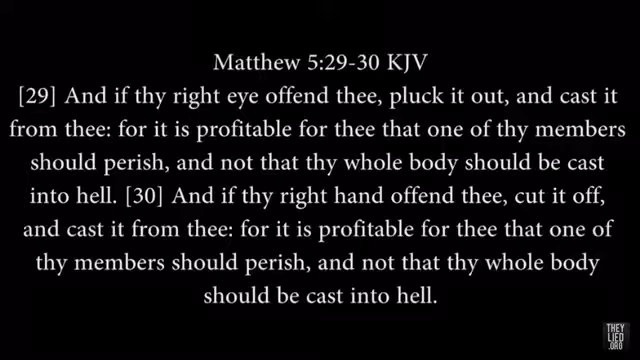 Matthew 5:29-30 KJV
[29] And if thy right eye offend thee, pluck it out, and cast it
from thee: for it is profitable for thee that one of thy members
should perish, and not that thy whole body should be cast
into hell. [30] And if thy right hand offend thee, cut it off,
and cast it from thee: for it is profitable for thee that one of
thy members should perish, and not that thy whole body
should be cast into hell.
THEY
LIED
.ORG